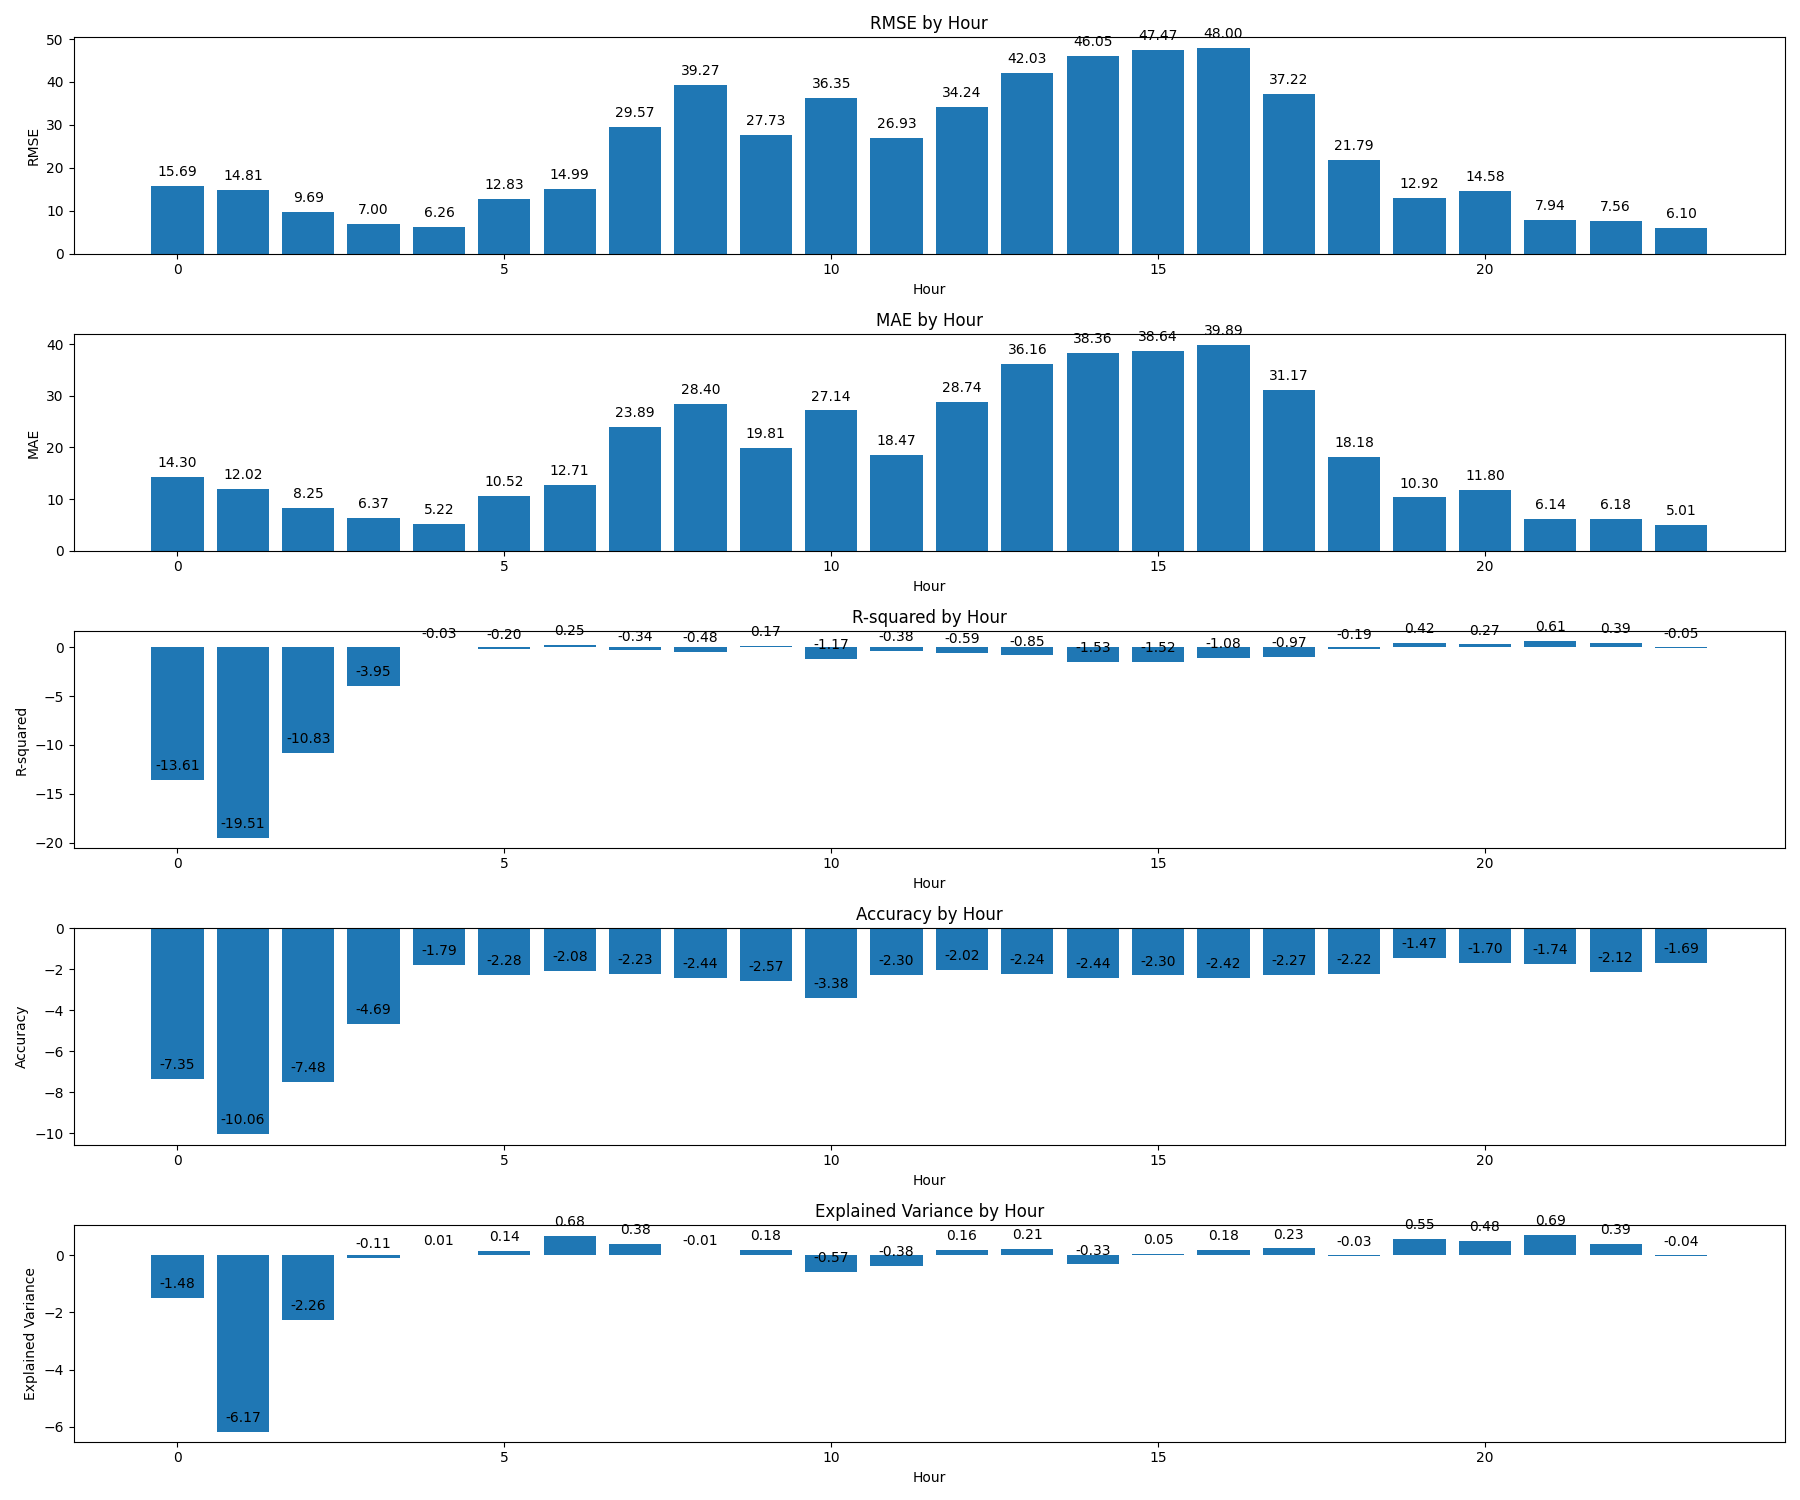 RMSE by Hour
50
40
30
20
10
0
RMSE
15.69 14.81 9.69 7.00 6.26 12.83 14.99 29.57 39.27 27.73 36.35 26.93 34.24 42.03 46.05 47.47 48.00 37.22 21.79 12.92 14.58 7.94 7.56 6.10
0 5 10 15 20
Hour
MAE by Hour
40
30
20
10
0
MAE
14.30 12.02 8.25 6.37 5.22 10.52 12.71 23.89 28.40 19.81 27.14 18.47 28.74 36.16 38.36 38.64 39.89 31.17 18.18 10.30 11.80 6.14 6.18 5.01
0 5 10 15 20
Hour
R-squared by Hour
0
−5
−10
−15
−20
R-squared
-13.61 -19.51 -10.83 -3.95 -0.03 -0.20 0.25 -0.34 -0.48 0.17 -1.17 -0.38 -0.59 -0.85 -1.53 -1.52 -1.08 -0.97 -0.19 0.42 0.27 0.61 0.39 -0.05
0 5 10 15 20
Hour
Accuracy by Hour
0
−2
−4
−6
−8
−10
Accuracy
-7.35 -10.06 -7.48 -4.69 -1.79 -2.28 -2.08 -2.23 -2.44 -2.57 -3.38 -2.30 -2.02 -2.24 -2.44 -2.30 -2.42 -2.27 -2.22 -1.47 -1.70 -1.74 -2.12 -1.69
0 5 10 15 20
Hour
Explained Variance by Hour
0
−2
−4
−6
Explained Variance
-1.48 -6.17 -2.26 -0.11 0.01 0.14 0.68 0.38 -0.01 0.18 -0.57 -0.38 0.16 0.21 -0.33 0.05 0.18 0.23 -0.03 0.55 0.48 0.69 0.39 -0.04
0 5 10 15 20
Hour